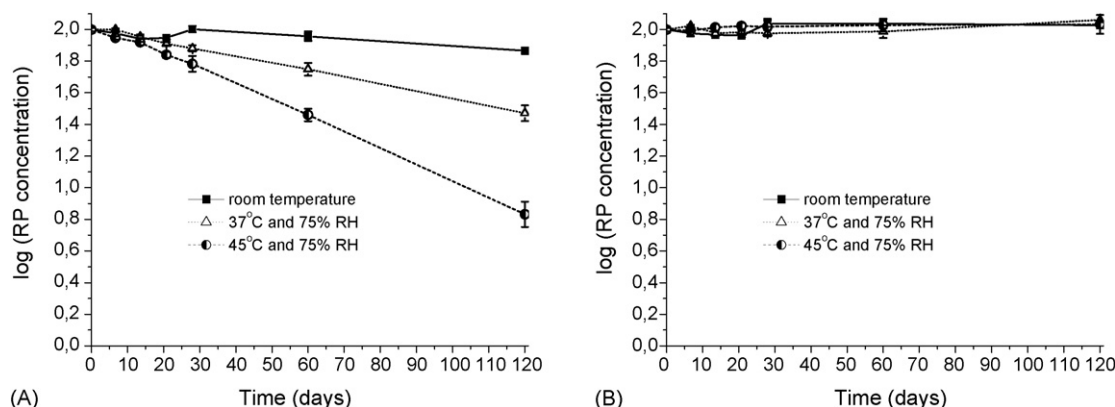 2,0
1,8
1,6
1,4
1,2
1,0
0,8
0,6
0,4
0,2
0,0
log (RP concentration)
room temperature
37°C and 75% RH
45°C and 75% RH
0 10 20 30 40 50 60 70 80 90 100 110 120
(A) Time (days)
2,0
1,8
1,6
1,4
1,2
1,0
0,8
0,6
0,4
0,2
0,0
log (RP concentration)
room temperature
37°C and 75% RH
45°C and 75% RH
0 10 20 30 40 50 60 70 80 90 100 110 120
(B) Time (days)